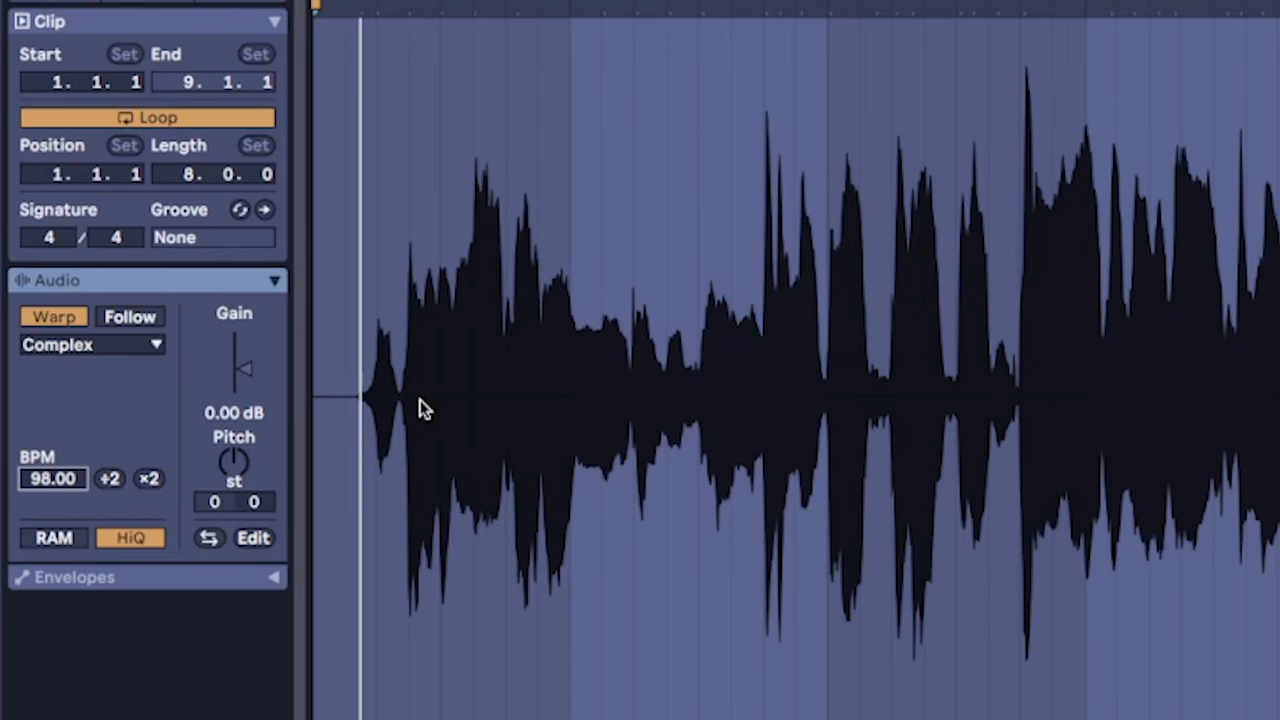 Clip
Start Set End Set
1. 1. 1 9. 1. 1
Loop
Position Set Length Set
1. 1. 1 8. 0. 0
Signature Groove
4 / 4 None
Audio
Warp Follow Gain
Complex
0.00 dB
Pitch
BPM
98.00 ÷2 ×2 st
0 0
RAM HiQ Edit
Envelopes